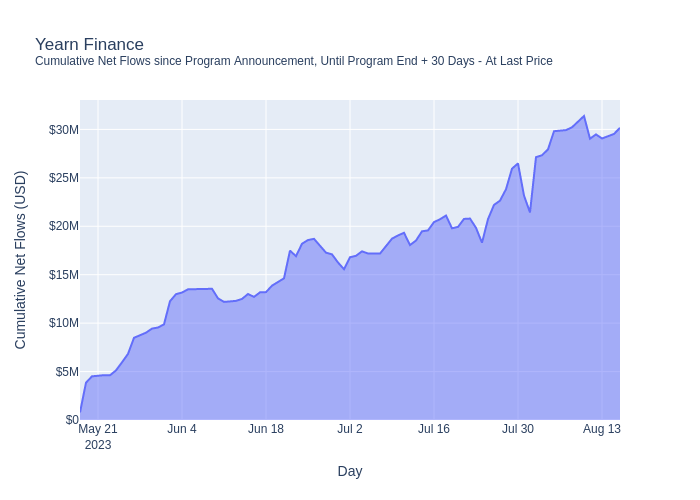 Yearn Finance
Cumulative Net Flows since Program Announcement, Until Program End + 30 Days - At Last Price
Cumulative Net Flows (USD)
$30M
$25M
$20M
$15M
$10M
$5M
$0
May 21
2023
Jun 4
Jun 18
Jul 2
Jul 16
Jul 30
Aug 13
Day